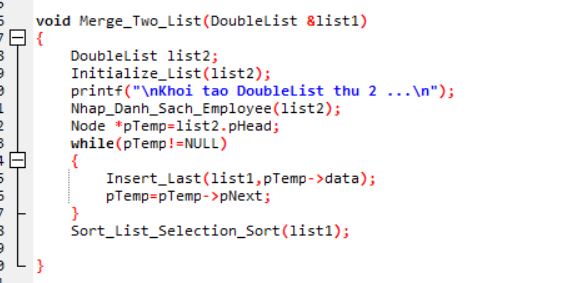 void Merge_Two_List(DoubleList &list1)
{
DoubleList list2;
Initialize_List(list2);
printf("\nKhoi tao DoubleList thu 2 ...\n");
Nhap_Danh_Sach_Employee(list2);
Node *pTemp=list2.pHead;
while(pTemp!=NULL)
{
Insert_Last(list1,pTemp->data);
pTemp=pTemp->pNext;
}
Sort_List_Selection_Sort(list1);
}